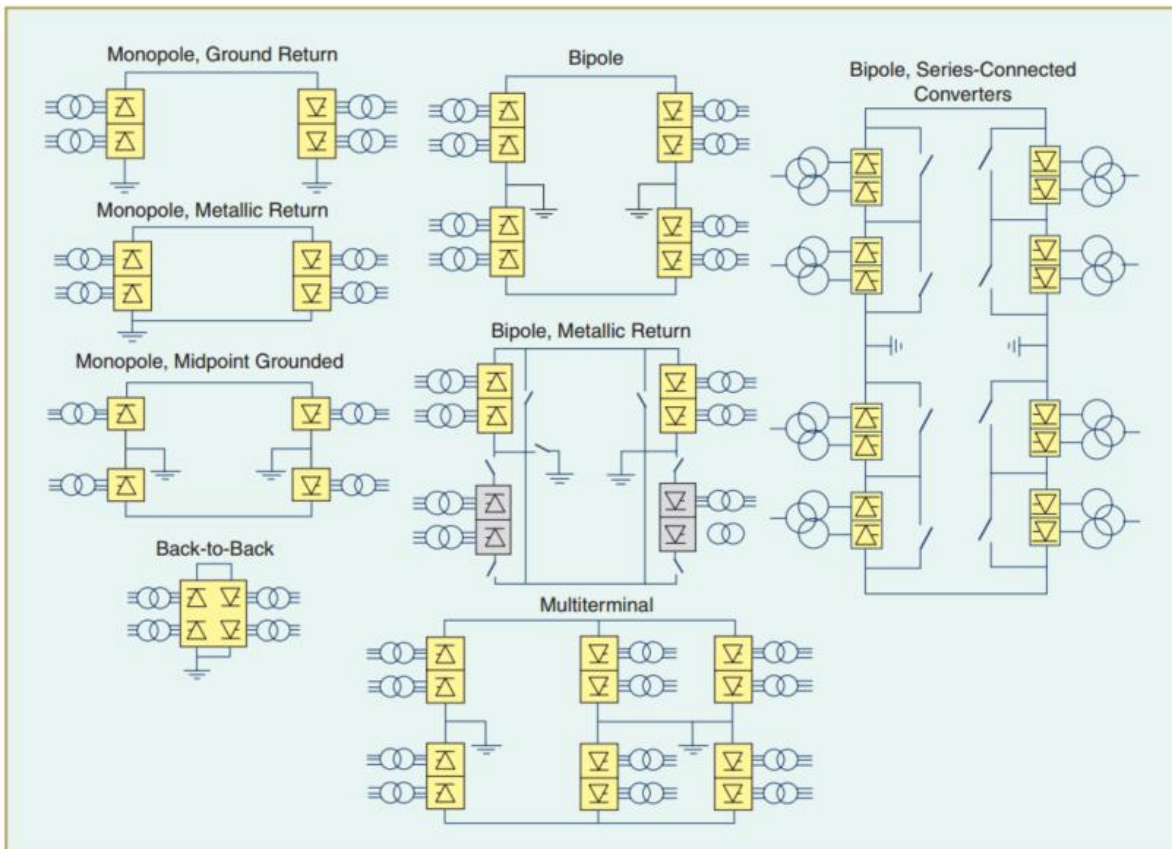 Monopole, Ground Return
Monopole, Metallic Return
Monopole, Midpoint Grounded
Back-to-Back
Bipole
Bipole, Metallic Return
Multiterminal
Bipole, Series-Connected
Converters